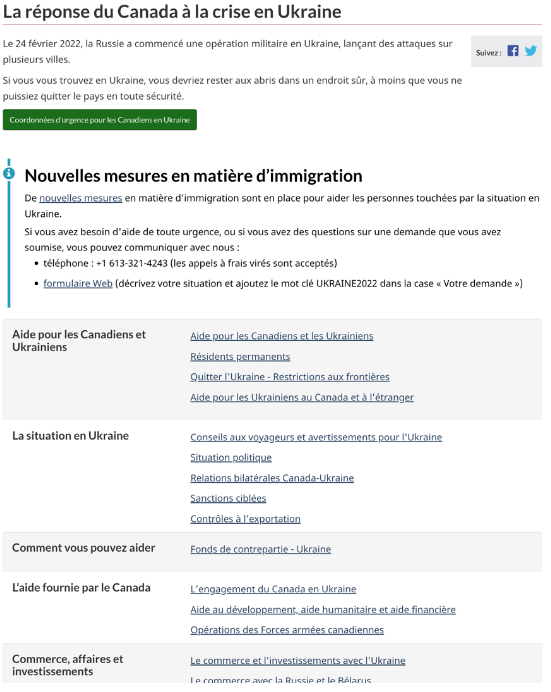 La réponse du Canada à la crise en Ukraine
Le 24 février 2022, la Russie a commencé une opération militaire en Ukraine, lançant des attaques sur
plusieurs villes.
Suivez :
Si vous vous trouvez en Ukraine, vous devriez rester aux abris dans un endroit sûr, à moins que vous ne
puissiez quitter le pays en toute sécurité.
Coordonnées d'urgence pour les Canadiens en Ukraine
Nouvelles mesures en matière d'immigration
De nouvelles mesures en matière d'immigration sont en place pour aider les personnes touchées par la situation en
Ukraine.
Si vous avez besoin d'aide de toute urgence, ou si vous avez des questions sur une demande que vous avez
soumise, vous pouvez communiquer avec nous :
• téléphone : +1 613-321-4243 (les appels à frais virés sont acceptés)
• formulaire Web (décrivez votre situation et ajoutez le mot clé UKRAINE2022 dans la case « Votre demande »)
Aide pour les Canadiens et
Ukrainiens
Aide pour les Canadiens et les Ukrainiens
Résidents permanents
Quitter l'Ukraine - Restrictions aux frontières
Aide pour les Ukrainiens au Canada et à l'étranger
La situation en Ukraine
Conseils aux voyageurs et avertissements pour l'Ukraine
Situation politique
Relations bilatérales Canada-Ukraine
Sanctions ciblées
Contrôles à l'exportation
Comment vous pouvez aider
Fonds de contrepartie - Ukraine
L'aide fournie par le Canada
L'engagement du Canada en Ukraine
Aide au développement, aide humanitaire et aide financière
Opérations des Forces armées canadiennes
Commerce, affaires et
investissements
Le commerce et l'investissements avec l'Ukraine
Le commerce avec la Russie et le Bélarus